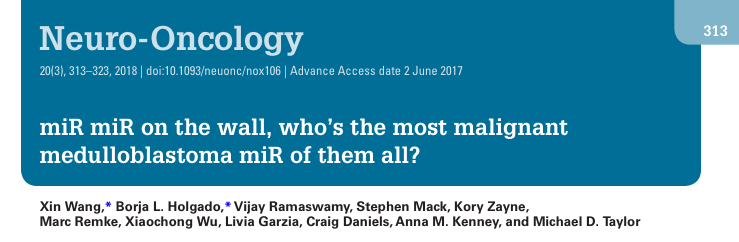 313
Neuro-Oncology
20(3), 313–323, 2018 | doi:10.1093/neuonc/nox106 | Advance Access date 2 June 2017
miR miR on the wall, who’s the most malignant
medulloblastoma miR of them all?
Xin Wang,* Borja L. Holgado,* Vijay Ramaswamy, Stephen Mack, Kory Zayne,
Marc Remke, Xiaochong Wu, Livia Garzia, Craig Daniels, Anna M. Kenney, and Michael D. Taylor